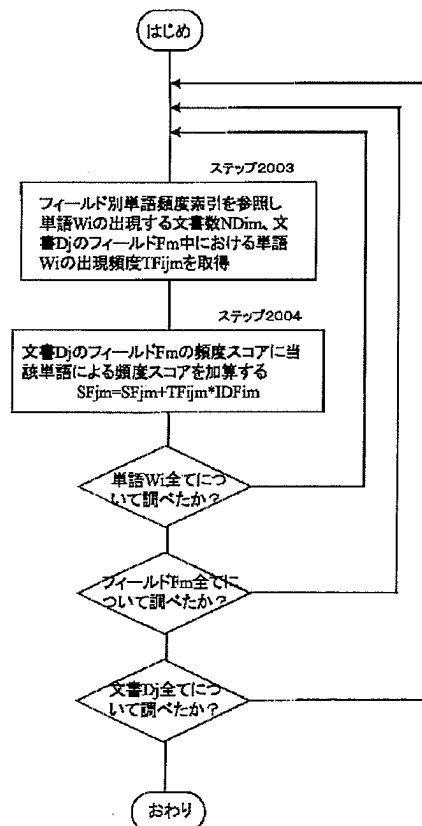 はじめ
ステップ2003
フィールド別単語頻度索引を参照し
単語Wiの出現する文書数NDim、文
書DjのフィールドFm中における単語
Wiの出現頻度TFijmを取得
ステップ2004
文書DjのフィールドFmの頻度スコアに当
該単語による頻度スコアを加算する
SFjm=SFjm+TFijm*IDFim
単語Wi全てにつ
いて調べたか?
フィールドFm全てに
ついて調べたか?
文書Dj全てにつ
いて調べたか?
おわり